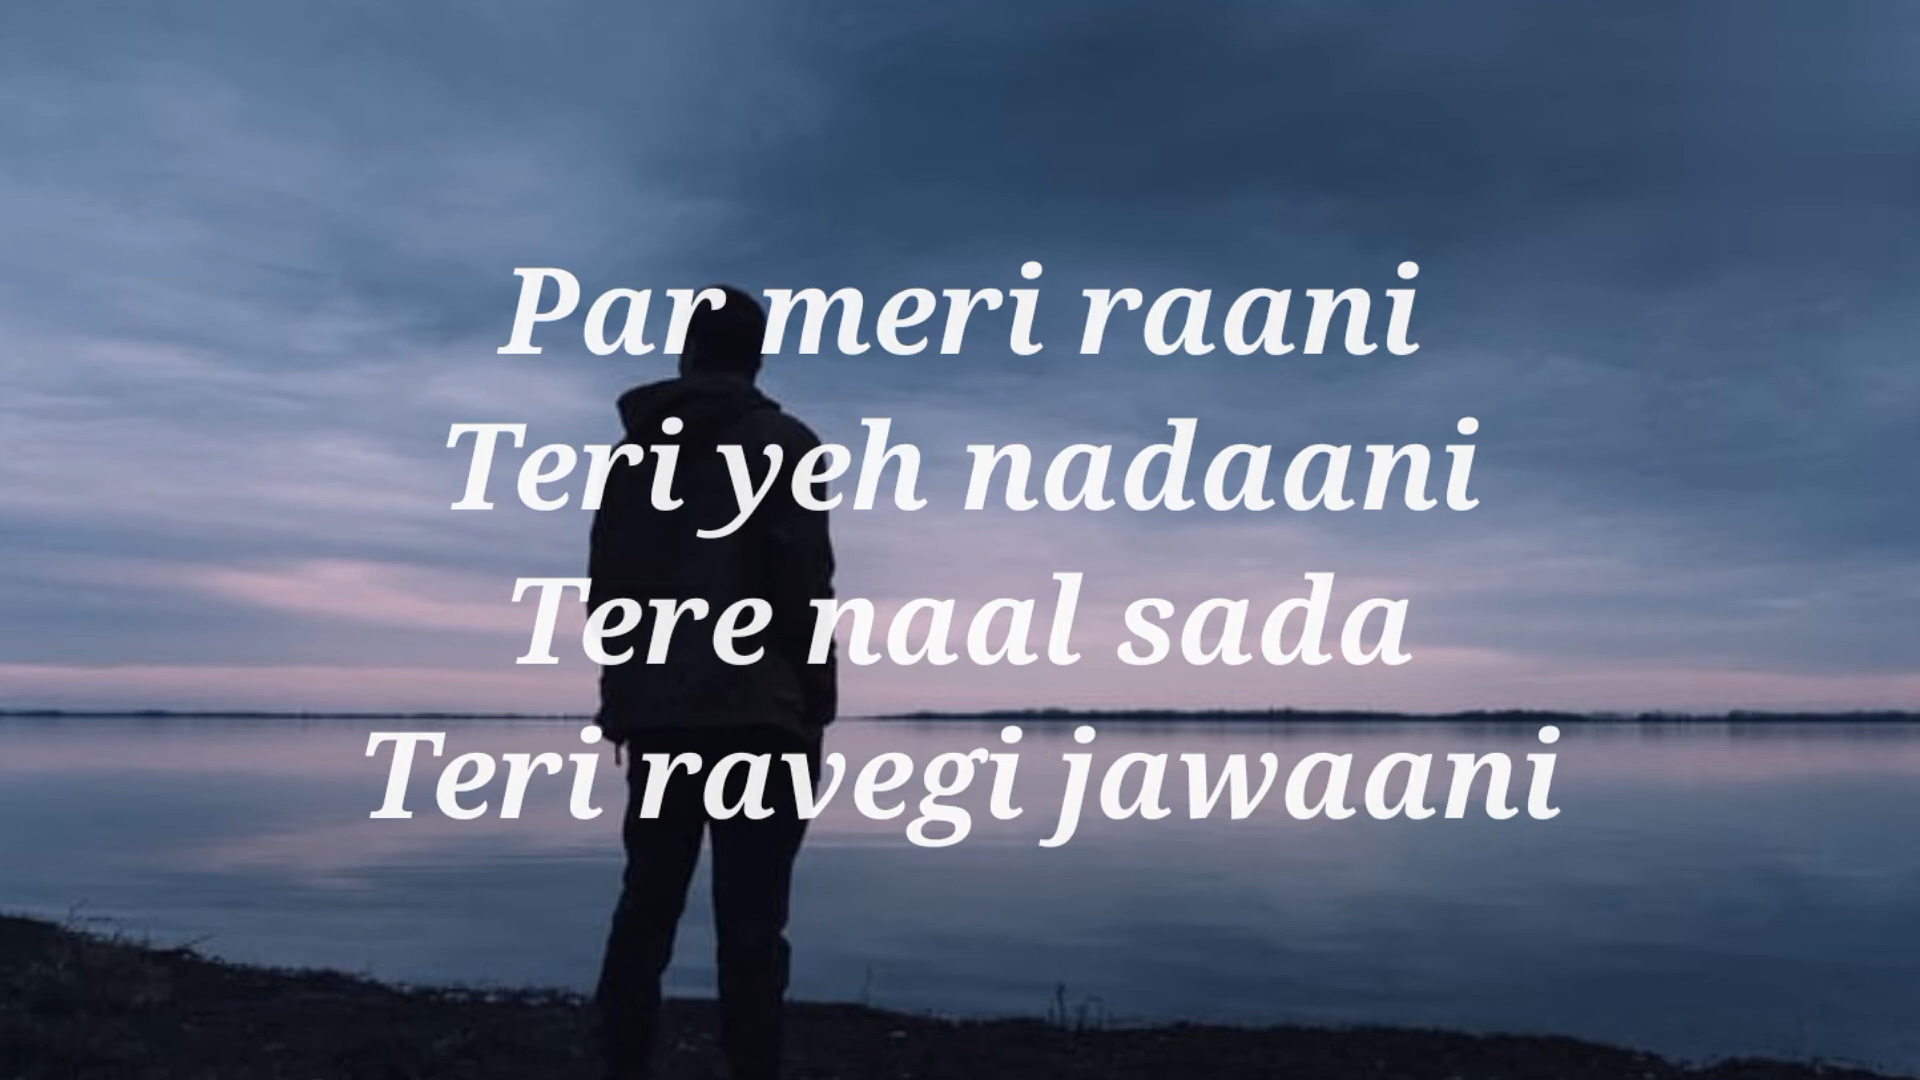 Par meri raani
Teri yeh nadaani
Tere naal sada
Teri ravegi jawaani